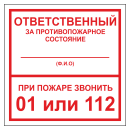 ОТВЕТСТВЕННЫЙ
ЗА ПРОТИВОПОЖАРНОЕ
СОСТОЯНИЕ
(Ф.И.О)
ПРИ ПОЖАРЕ ЗВОНИТЬ
01 или 112